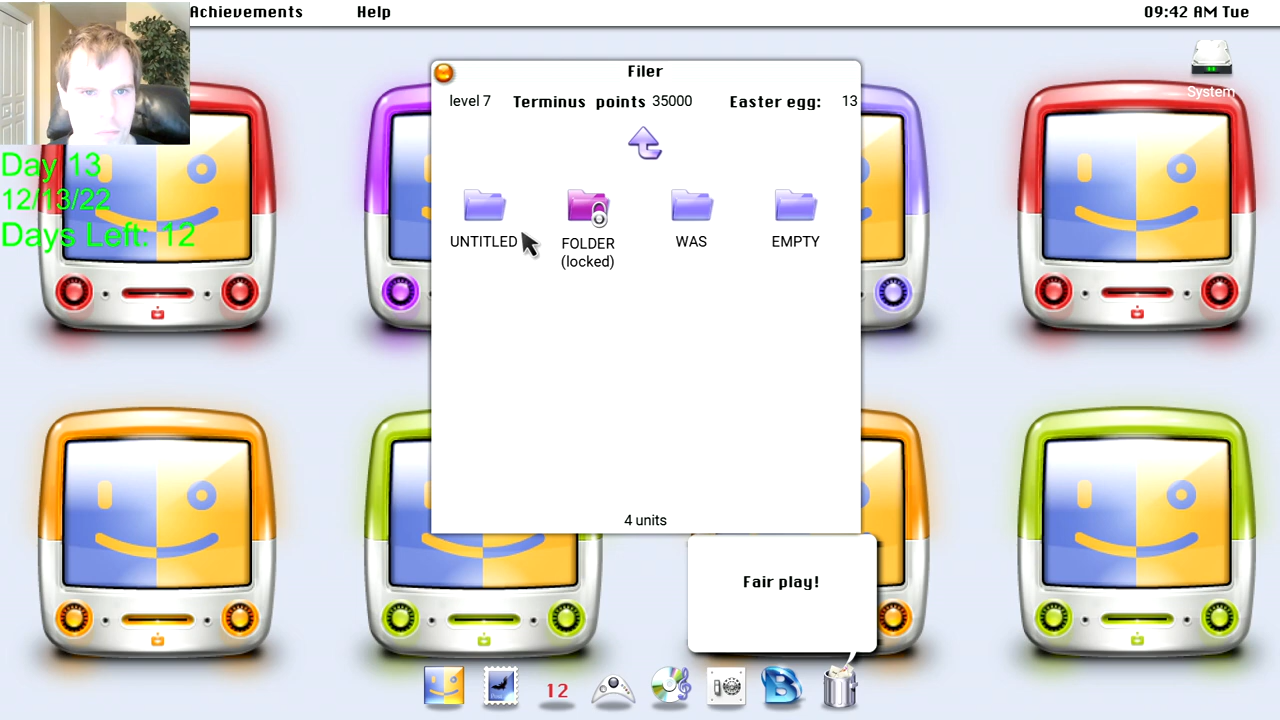 Achievements Help 09:42 AM Tue
Day 13
12/13/22
Days Left: 12
System
Filer
level 7 Terminus points 35000 Easter egg: 13
UNTITLED
FOLDER
(locked)
WAS
EMPTY
4 units
Fair play!
12
B